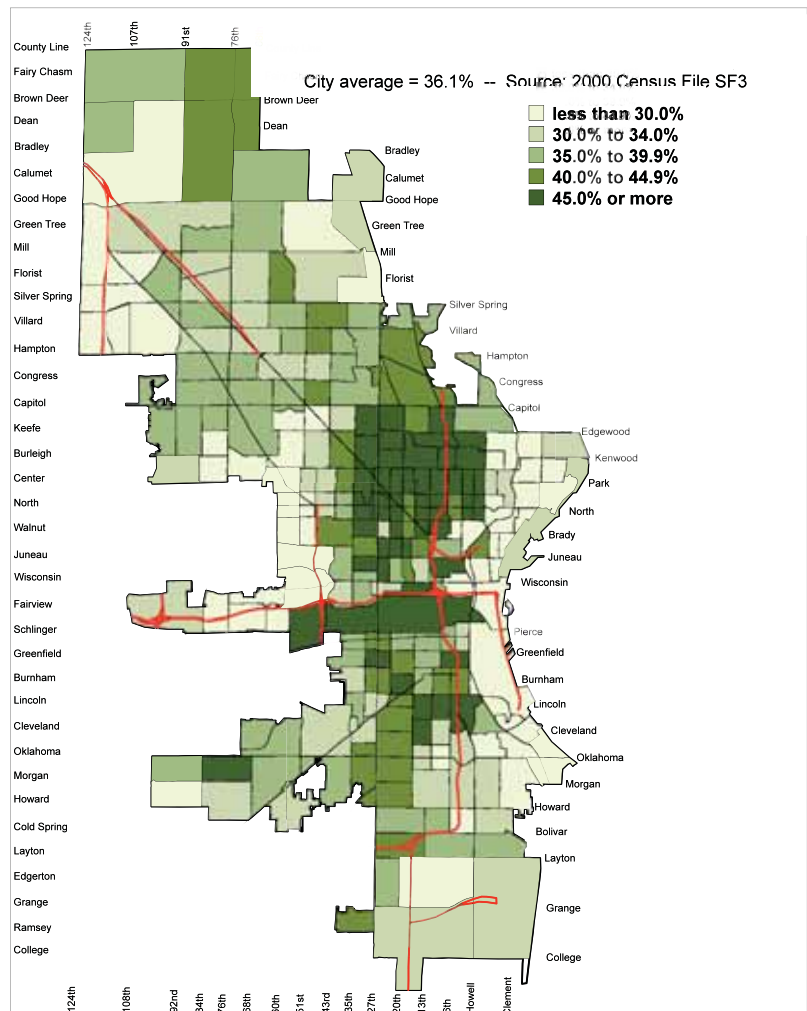 124th
107th
91st
76th
County Line
Fairy Chasm
City average = 36.1% -- Source: 2000 Census File SF3
Brown Deer
Brown Deer
less than 30.0%
Dean
Dean
30.0% to 34.0%
Bradley
Bradley
35.0% to 39.9%
Calumet
Calumet
40.0% to 44.9%
Good Hope
Good Hope
45.0% or more
Green Tree
Green Tree
Mill
Mill
Florist
Florist
Silver Spring
Silver Spring
Villard
Villard
Hampton
Hampton
Congress
Congress
Capitol
Capitol
Keefe
Edgewood
Burleigh
Kenwood
Center
Park
North
North
Walnut
Brady
Juneau
Juneau
Wisconsin
Wisconsin
Fairview
Schlinger
Pierce
Greenfield
Greenfield
Burnham
Burnham
Lincoln
Lincoln
Cleveland
Cleveland
Oklahoma
Oklahoma
Morgan
Morgan
Howard
Howard
Cold Spring
Bolivar
Layton
Layton
Edgerton
Grange
Grange
Ramsey
College
College
124th
108th
92nd
84th
76th
68th
60th
51st
43rd
35th
27th
20th
13th
6th
Howell